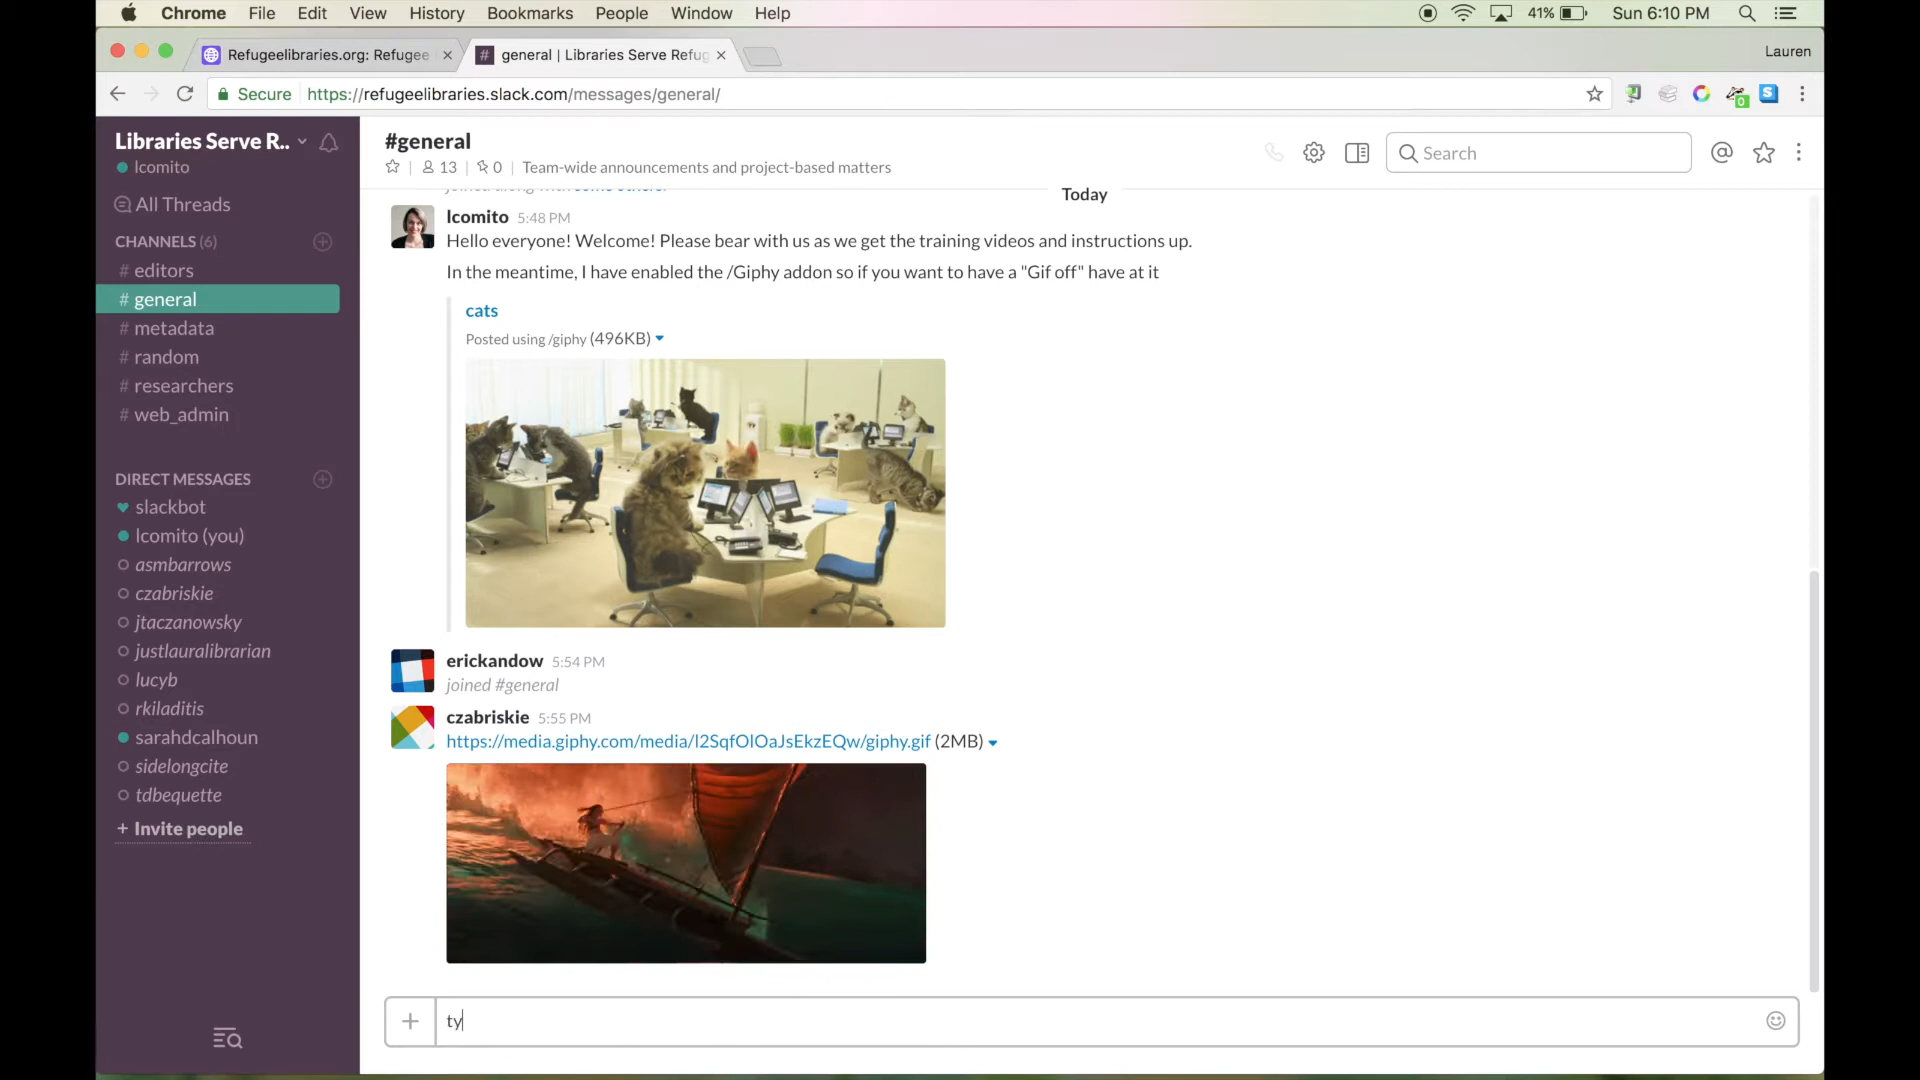 Chrome File Edit View History Bookmarks People Window Help
41% Sun 6:10 PM
Refugeelibraries.org: Refugee
general | Libraries Serve Refug
Lauren
Secure https://refugeelibraries.slack.com/messages/general/
0
S
Libraries Serve R..
lcomito
All Threads
CHANNELS (6)
# editors
# general
# metadata
# random
# researchers
# web_admin
DIRECT MESSAGES
slackbot
lcomito (you)
asmbarrows
czabriskie
jtaczanowsky
justlauralibrarian
lucyb
rkiladitis
sarahdcalhoun
sidelongcite
tdbequette
+ Invite people
#general
13 | 0 | Team-wide announcements and project-based matters
Search
Today
lcomito 5:48 PM
Hello everyone! Welcome! Please bear with us as we get the training videos and instructions up.
In the meantime, I have enabled the /Giphy addon so if you want to have a "Gif off" have at it
cats
Posted using /giphy (496KB)
erickandow 5:54 PM
joined #general
czabriskie 5:55 PM
https://media.giphy.com/media/l2SqfOlOaJsEkzEQw/giphy.gif (2MB)
ty